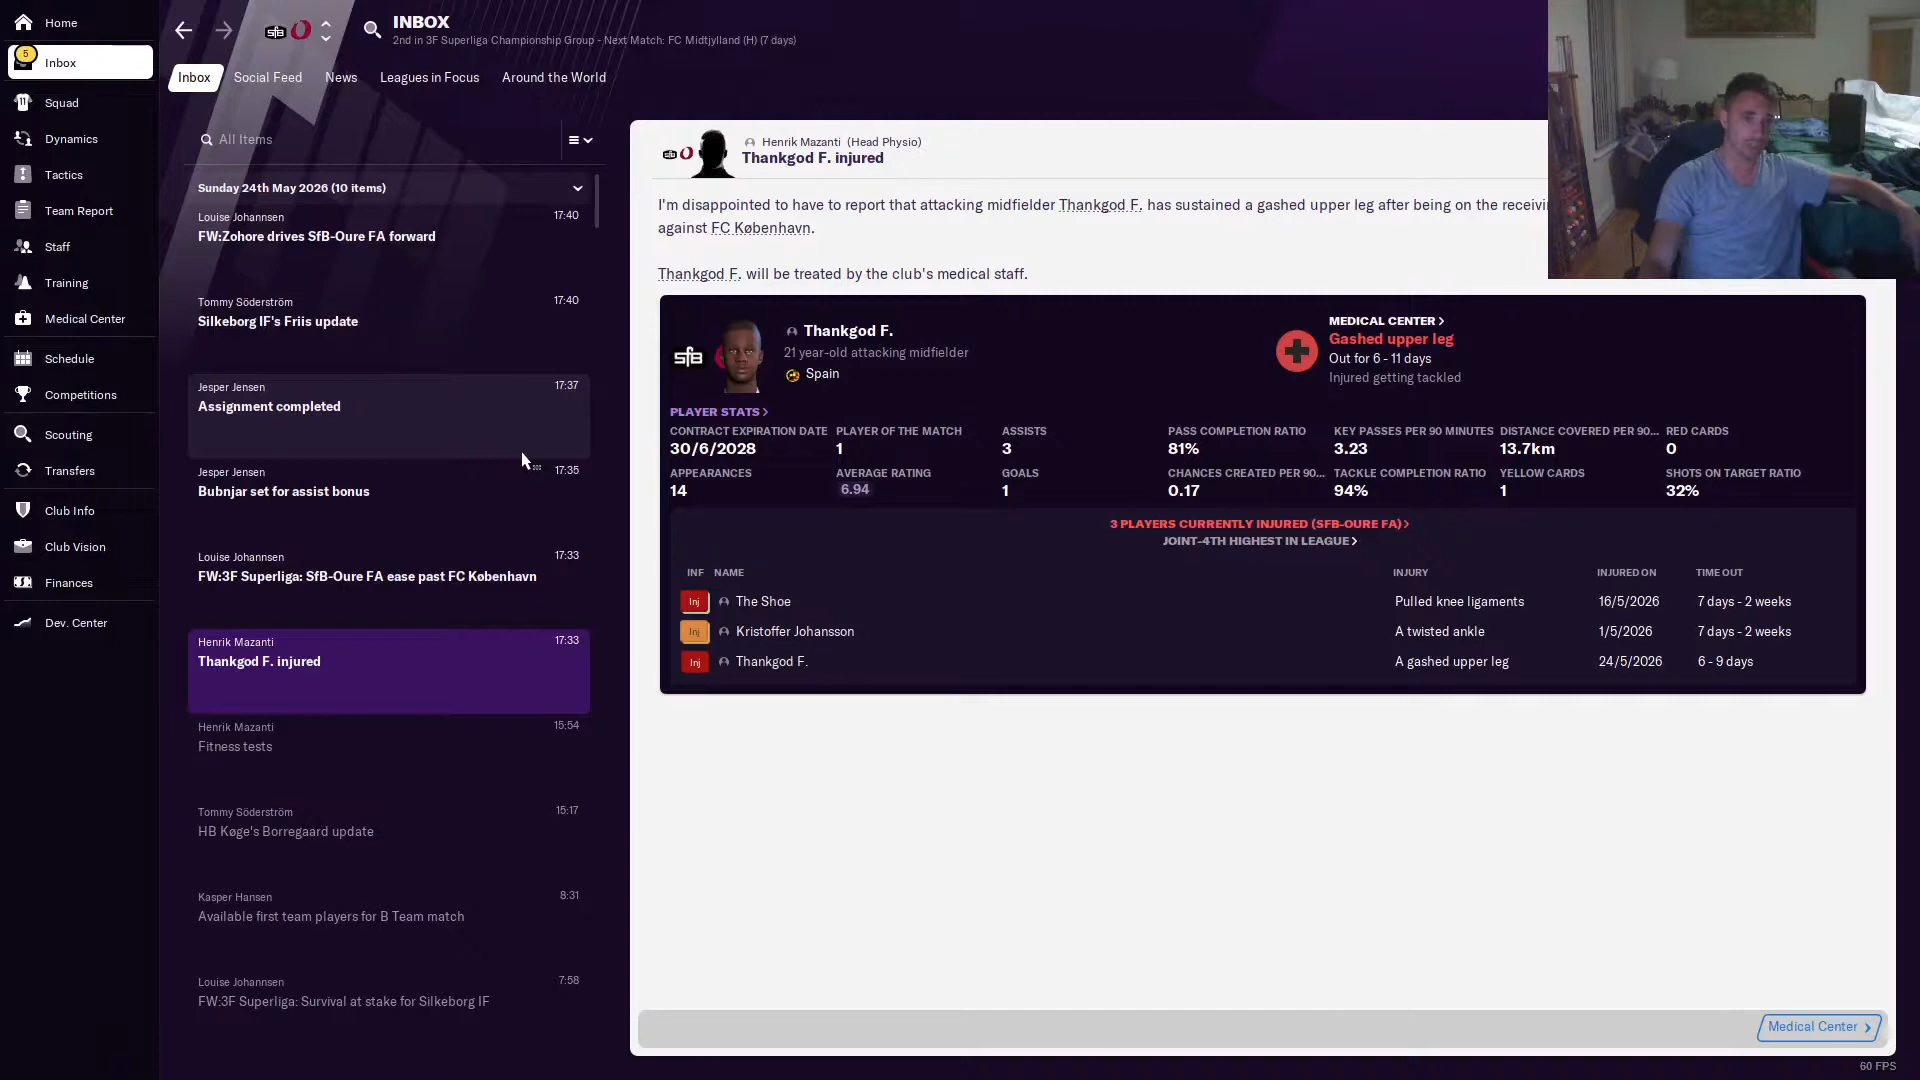 Home
5
Inbox
Squad
Dynamics
Tactics
Team Report
Staff
Training
Medical Center
Schedule
Competitions
Scouting
Transfers
Club Info
Club Vision
Finances
Dev. Center
sfb
INBOX
2nd in 3F Superliga Championship Group - Next Match: FC Midtjylland (H) (7 days)
Inbox
Social Feed
News
Leagues in Focus
Around the World
All Items
Sunday 24th May 2026 (10 items)
Louise Johannsen 17:40
FW:Zohore drives SfB-Oure FA forward
Tommy Söderström 17:40
Silkeborg IF's Friis update
Jesper Jensen 17:37
Assignment completed
Jesper Jensen 17:35
Bubnjar set for assist bonus
Louise Johannsen 17:33
FW:3F Superliga: SfB-Oure FA ease past FC København
Henrik Mazanti 17:33
Thankgod F. injured
Henrik Mazanti 15:54
Fitness tests
Tommy Söderström 15:17
HB Køge's Borregaard update
Kasper Hansen 8:31
Available first team players for B Team match
Louise Johannsen 7:58
FW:3F Superliga: Survival at stake for Silkeborg IF
sfb
Henrik Mazanti (Head Physio)
Thankgod F. injured
I'm disappointed to have to report that attacking midfielder Thankgod F. has sustained a gashed upper leg after being on the receivin
against FC København.
Thankgod F. will be treated by the club's medical staff.
sfb
Thankgod F.
21 year-old attacking midfielder
Spain
MEDICAL CENTER >
Gashed upper leg
Out for 6 - 11 days
Injured getting tackled
PLAYER STATS >
CONTRACT EXPIRATION DATE PLAYER OF THE MATCH ASSISTS PASS COMPLETION RATIO KEY PASSES PER 90 MINUTES DISTANCE COVERED PER 90... RED CARDS
30/6/2028 1 3 81% 3.23 13.7km 0
APPEARANCES AVERAGE RATING GOALS CHANCES CREATED PER 90... TACKLE COMPLETION RATIO YELLOW CARDS SHOTS ON TARGET RATIO
14 6.94 1 0.17 94% 1 32%
3 PLAYERS CURRENTLY INJURED (SFB-OURE FA) >
JOINT-4TH HIGHEST IN LEAGUE >
INF NAME INJURY INJURED ON TIME OUT
Inj The Shoe Pulled knee ligaments 16/5/2026 7 days - 2 weeks
Inj Kristoffer Johansson A twisted ankle 1/5/2026 7 days - 2 weeks
Inj Thankgod F. A gashed upper leg 24/5/2026 6 - 9 days
Medical Center >
60 FPS